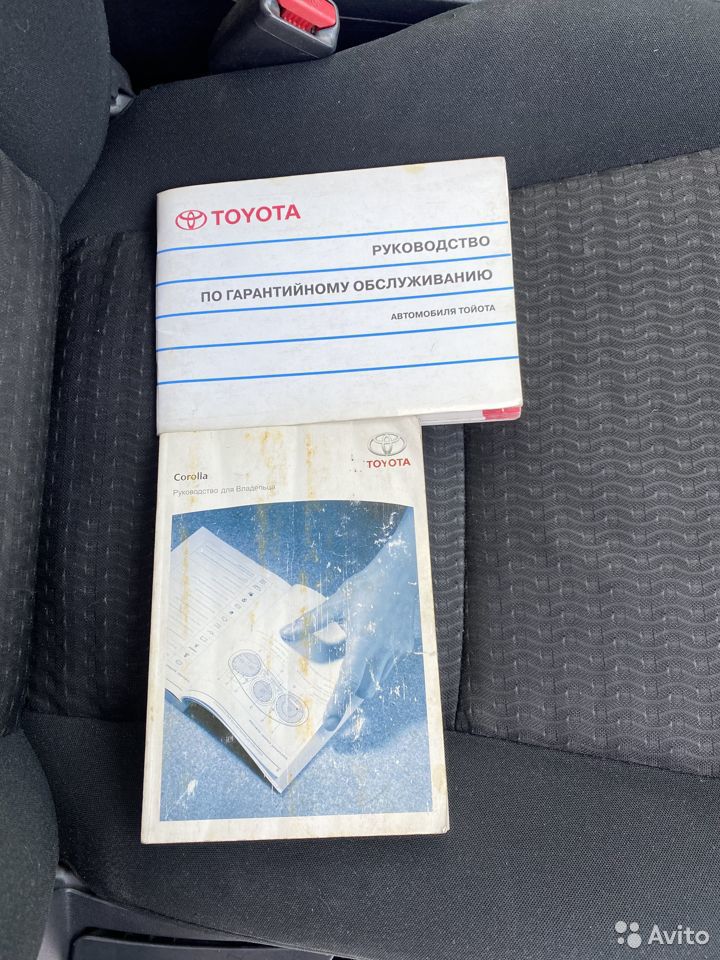 TOYOTA
РУКОВОДСТВО
ПО ГАРАНТИЙНОМУ ОБСЛУЖИВАНИЮ
АВТОМОБИЛЯ ТОЙОТА
TOYOTA
Corolla
Руководство для Владельца
Avito